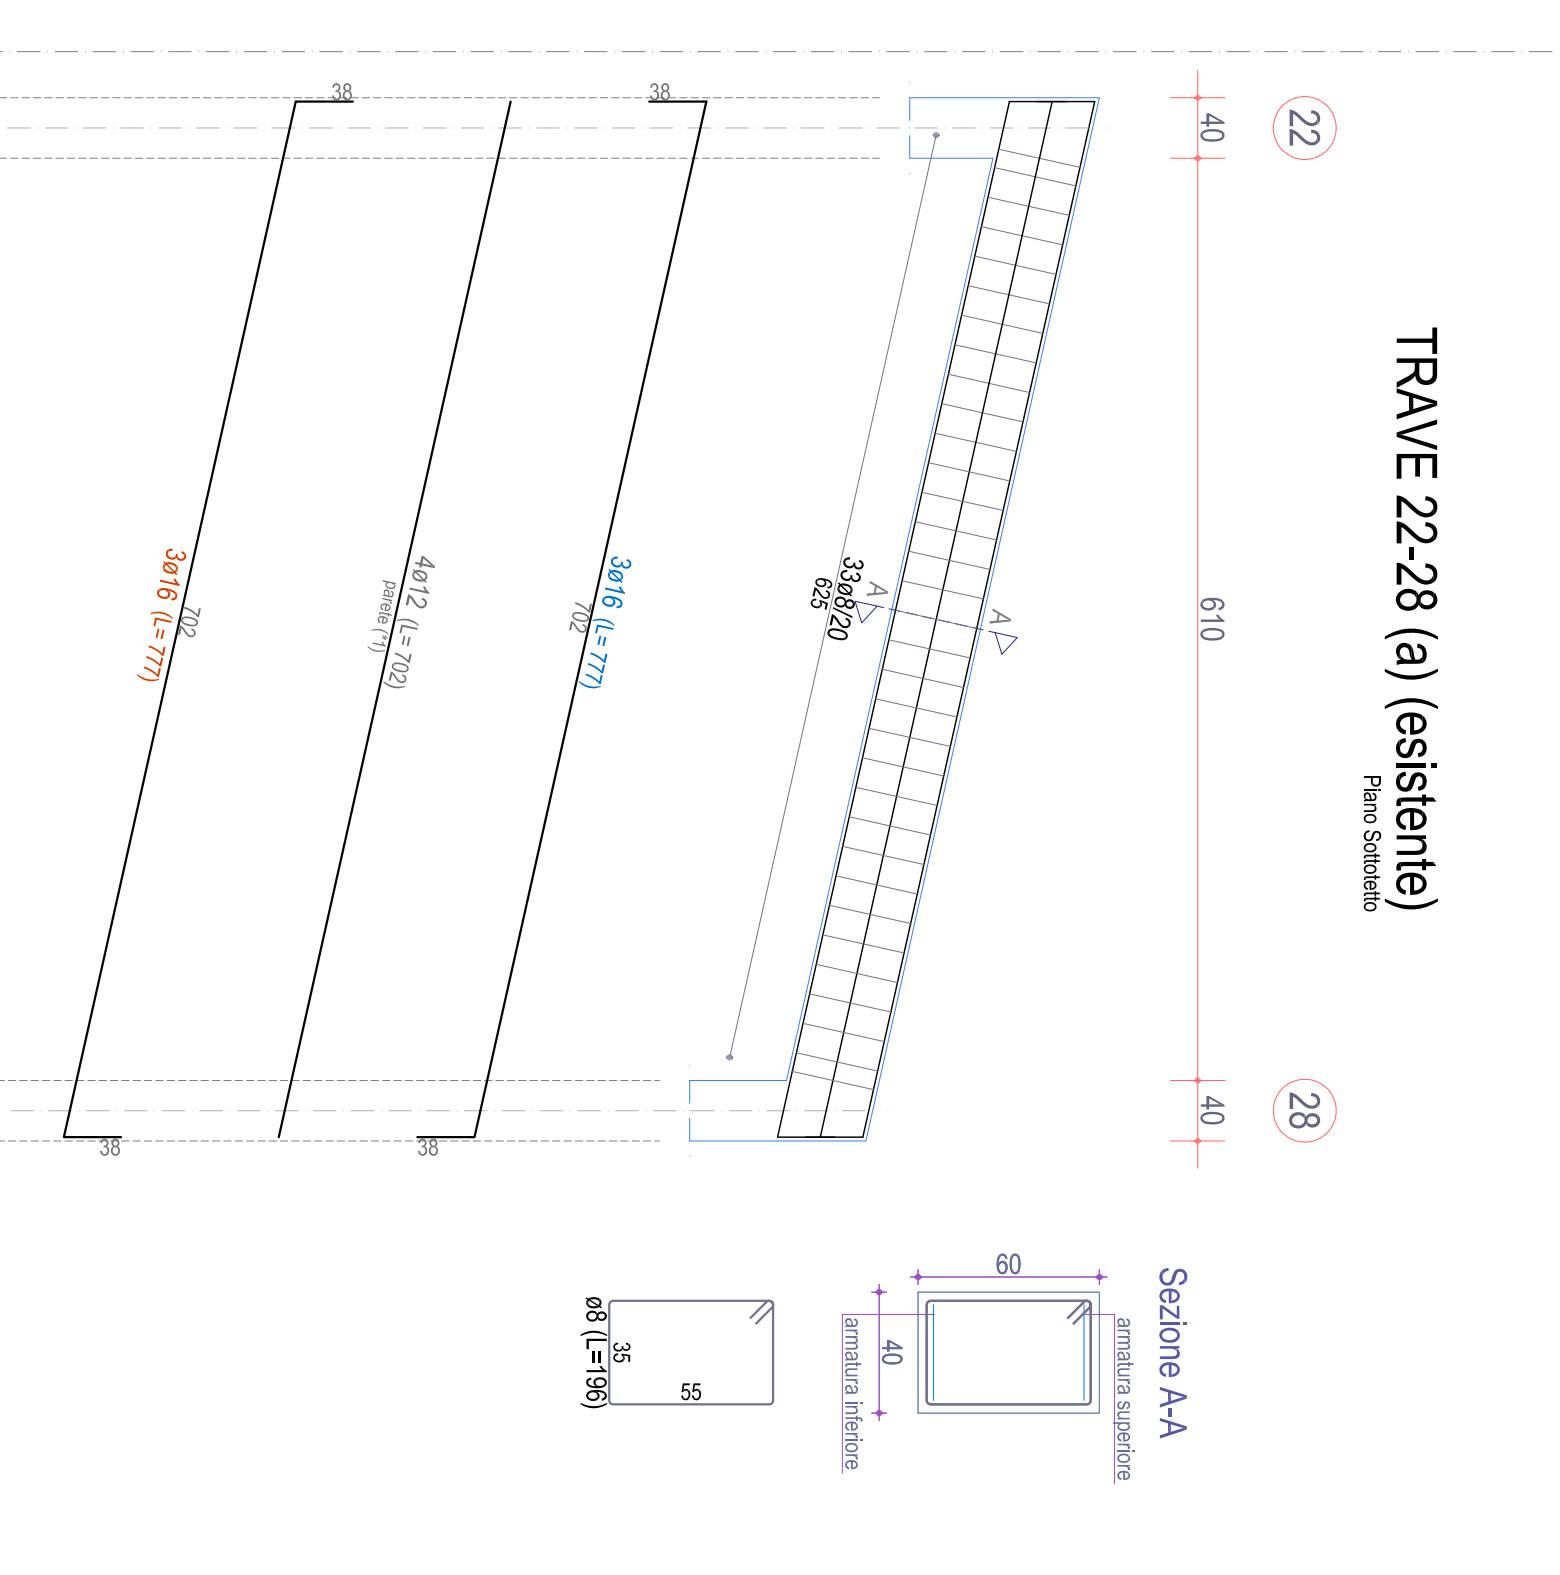 TRAVE 22-28 (a) (esistente)
Piano Sottotetto
22
28
40
610
40
A
A
33ø8/20
625
38
3ø16 (L=777)
702
38
4ø12 (L=702)
parete (*1)
38
3ø16 (L=777)
702
38
Sezione A-A
armatura superiore
60
40
armatura inferiore
55
35
ø8 (L=196)